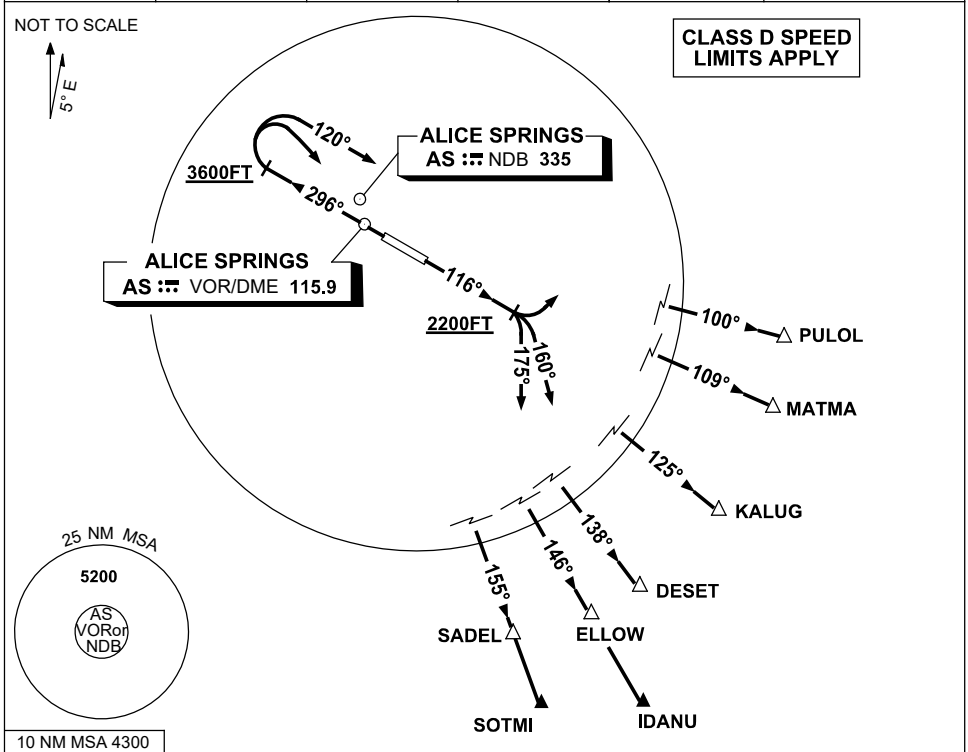 NOT TO SCALE
5° E
CLASS D SPEED
LIMITS APPLY
120°
ALICE SPRINGS
AS NDB 335
3600FT
296°
ALICE SPRINGS
AS VOR/DME 115.9
116°
2200FT
175°
160°
100°
PULOL
109°
MATMA
125°
KALUG
138°
DESET
146°
ELLOW
155°
SADEL
SOTMI
IDANU
25 NM MSA
5200
AS
VORor
NDB
10 NM MSA 4300